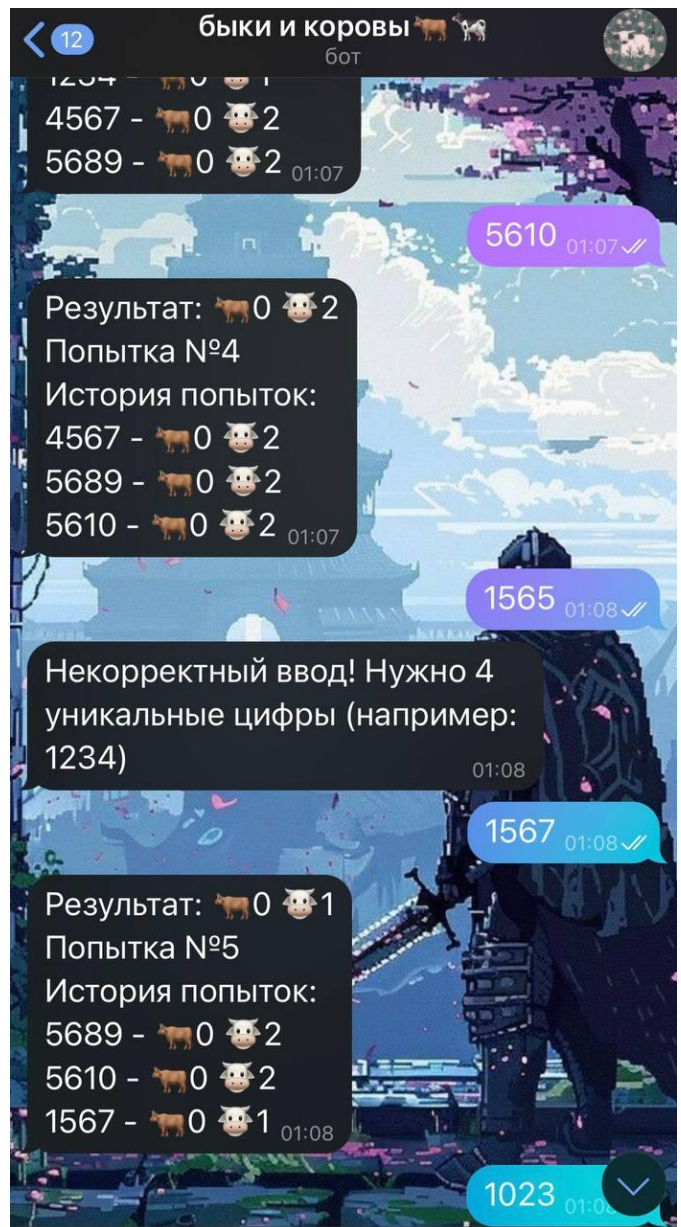 12
быки и коровы🐂🐄
бот
1234 - 🐂0 🐮1
4567 - 🐂0 🐮2
5689 - 🐂0 🐮2 01:07
5610 01:07
Результат: 🐂0 🐮2
Попытка №4
История попыток:
4567 - 🐂0 🐮2
5689 - 🐂0 🐮2
5610 - 🐂0 🐮2 01:07
1565 01:08
Некорректный ввод! Нужно 4
уникальные цифры (например:
1234) 01:08
1567 01:08
Результат: 🐂0 🐮1
Попытка №5
История попыток:
5689 - 🐂0 🐮2
5610 - 🐂0 🐮2
1567 - 🐂0 🐮1 01:08
1023